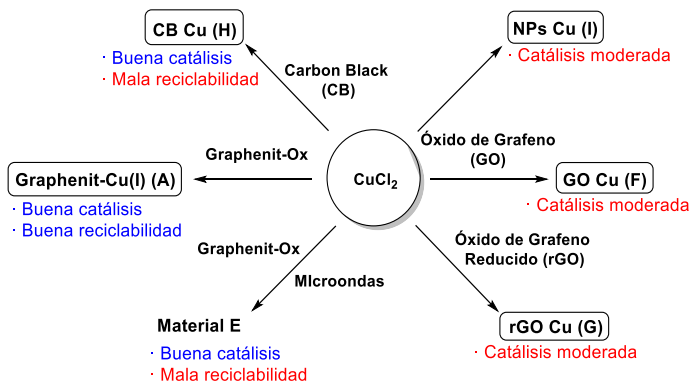 CB Cu (H)
· Buena catálisis
· Mala reciclabilidad
Carbon Black
(CB)
NPs Cu (I)
· Catálisis moderada
Graphenit-Ox
Graphenit-Cu(I) (A)
· Buena catálisis
· Buena reciclabilidad
CuCl2
Óxido de Grafeno
(GO)
GO Cu (F)
· Catálisis moderada
Graphenit-Ox
MIcroondas
Material E
· Buena catálisis
· Mala reciclabilidad
Óxido de Grafeno
Reducido (rGO)
rGO Cu (G)
· Catálisis moderada